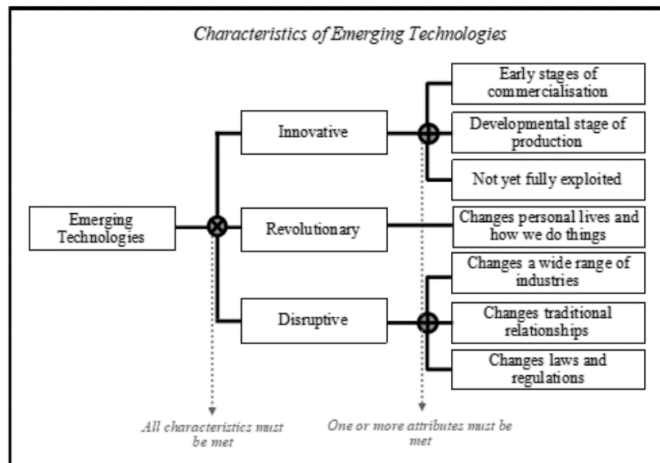 Characteristics of Emerging Technologies
Early stages of
commercialisation
Innovative
Developmental stage of
production
Not yet fully exploited
Emerging
Technologies
Revolutionary
Changes personal lives and
how we do things
Changes a wide range of
industries
Disruptive
Changes traditional
relationships
Changes laws and
regulations
All characteristics must
be met
One or more attributes must be
met